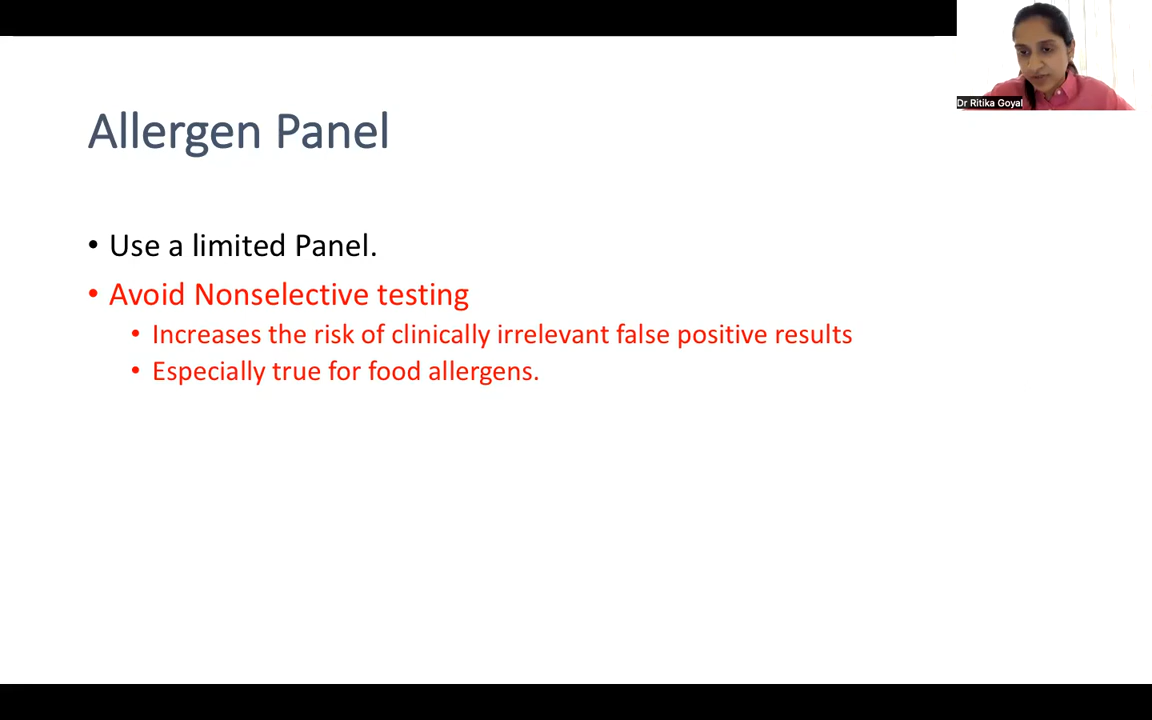 Dr Ritika Goyal
Allergen Panel
• Use a limited Panel.
• Avoid Nonselective testing
• Increases the risk of clinically irrelevant false positive results
• Especially true for food allergens.